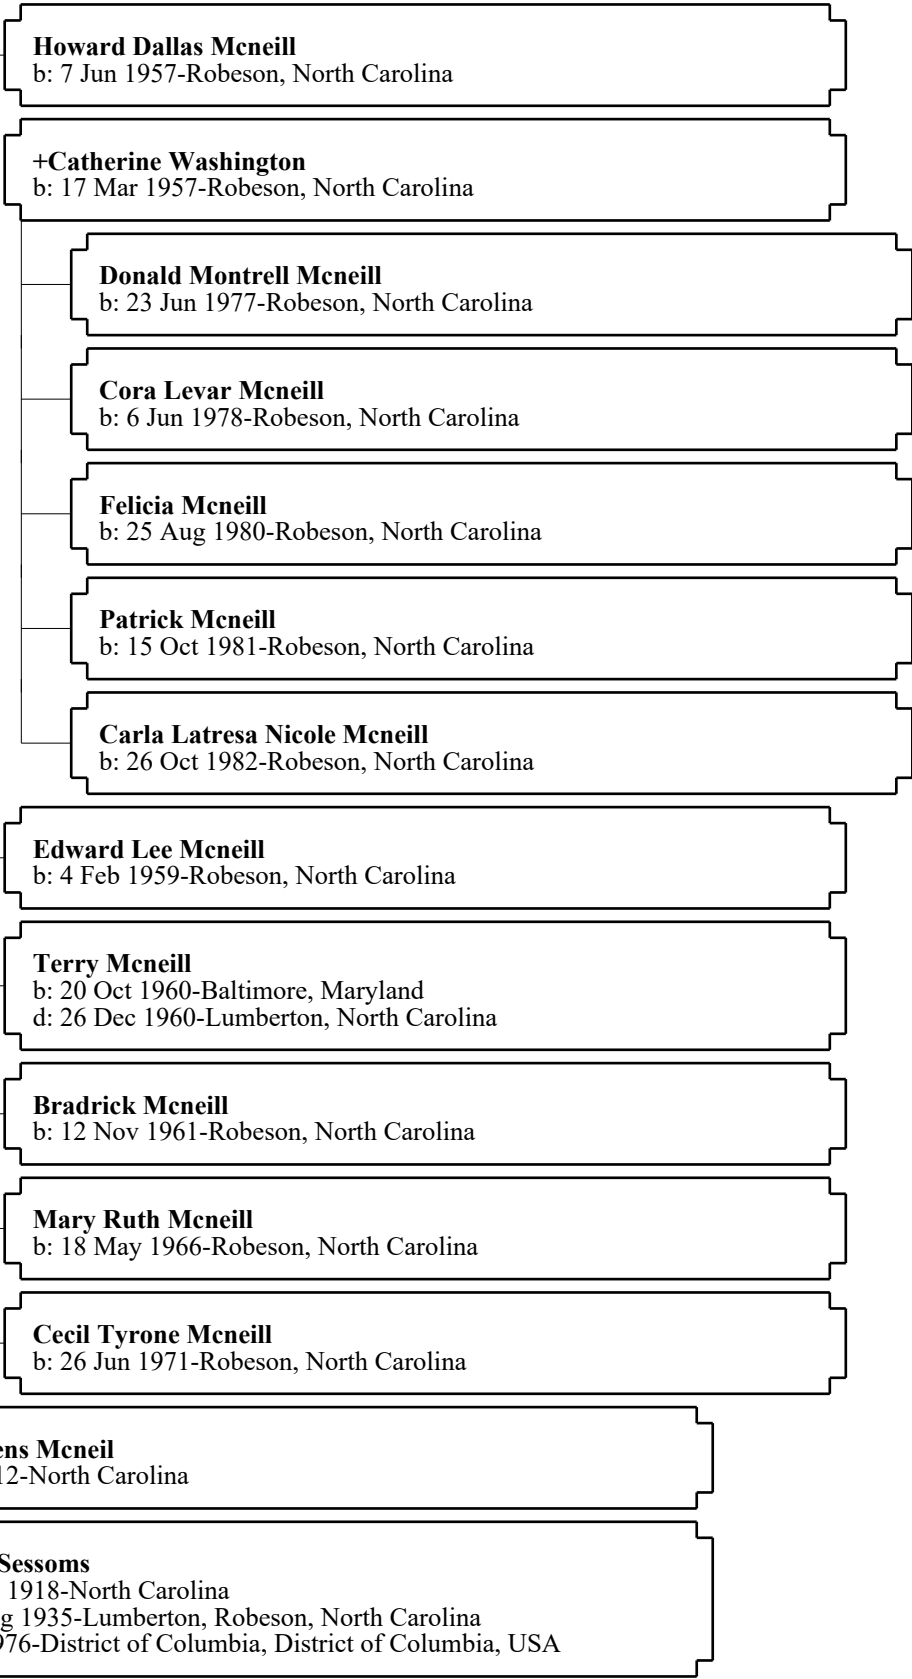 Howard Dallas Mcneill
b: 7 Jun 1957-Robeson, North Carolina
+Catherine Washington
b: 17 Mar 1957-Robeson, North Carolina
Donald Montrell Mcneill
b: 23 Jun 1977-Robeson, North Carolina
Cora Levar Mcneill
b: 6 Jun 1978-Robeson, North Carolina
Felicia Mcneill
b: 25 Aug 1980-Robeson, North Carolina
Patrick Mcneill
b: 15 Oct 1981-Robeson, North Carolina
Carla Latresa Nicole Mcneill
b: 26 Oct 1982-Robeson, North Carolina
Edward Lee Mcneill
b: 4 Feb 1959-Robeson, North Carolina
Terry Mcneill
b: 20 Oct 1960-Baltimore, Maryland
d: 26 Dec 1960-Lumberton, North Carolina
Bradrick Mcneill
b: 12 Nov 1961-Robeson, North Carolina
Mary Ruth Mcneill
b: 18 May 1966-Robeson, North Carolina
Cecil Tyrone Mcneill
b: 26 Jun 1971-Robeson, North Carolina
ens Mcneil
12-North Carolina
Sessoms
1918-North Carolina
g 1935-Lumberton, Robeson, North Carolina
976-District of Columbia, District of Columbia, USA